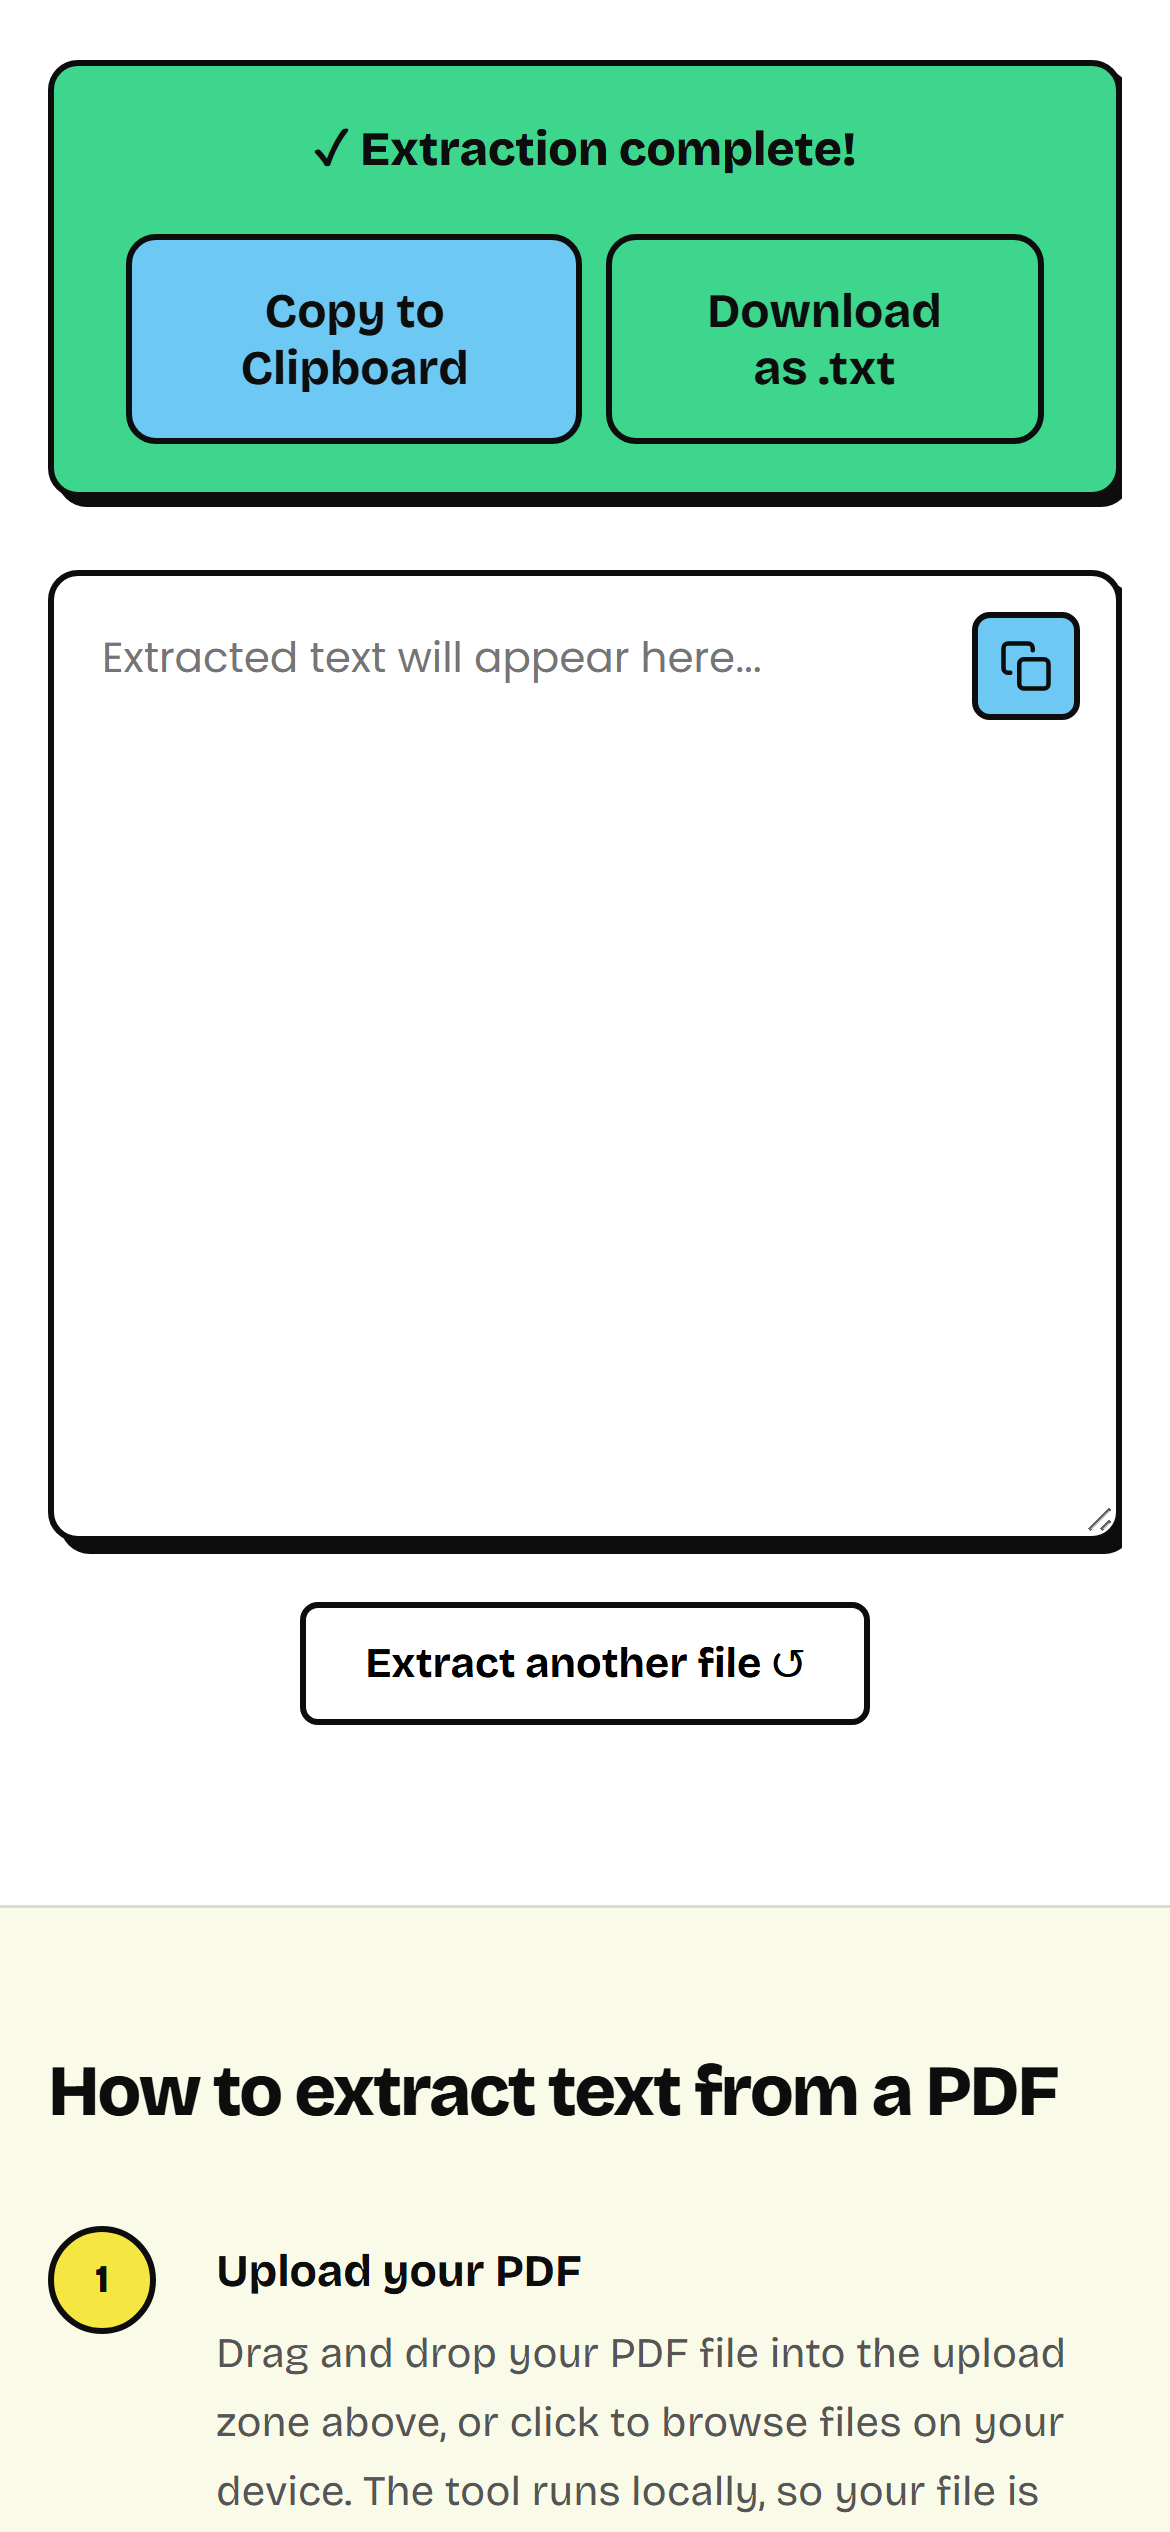 ✓ Extraction complete!
Copy to
Clipboard
Download
as .txt
Extracted text will appear here...
Extract another file ↺
How to extract text from a PDF
1
Upload your PDF
Drag and drop your PDF file into the upload
zone above, or click to browse files on your
device. The tool runs locally, so your file is